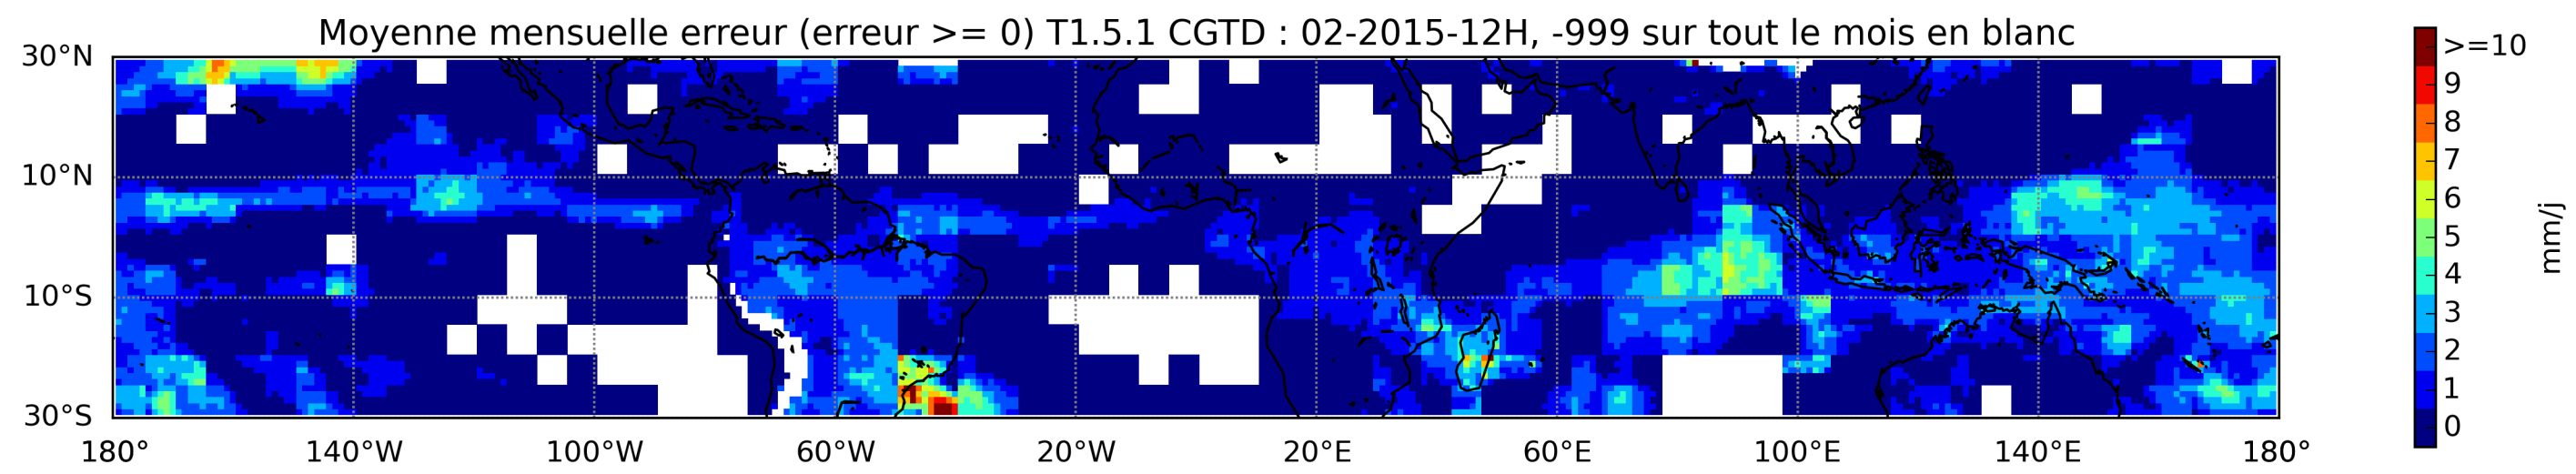 Moyenne mensuelle erreur (erreur >= 0) T1.5.1 CGTD : 02-2015-12H, -999 sur tout le mois en blanc
30°N
10°N
10°S
30°S
180° 140°W 100°W 60°W 20°W 20°E 60°E 100°E 140°E 180°
>=10
9
8
7
6
5
4
3
2
1
0
mm/j